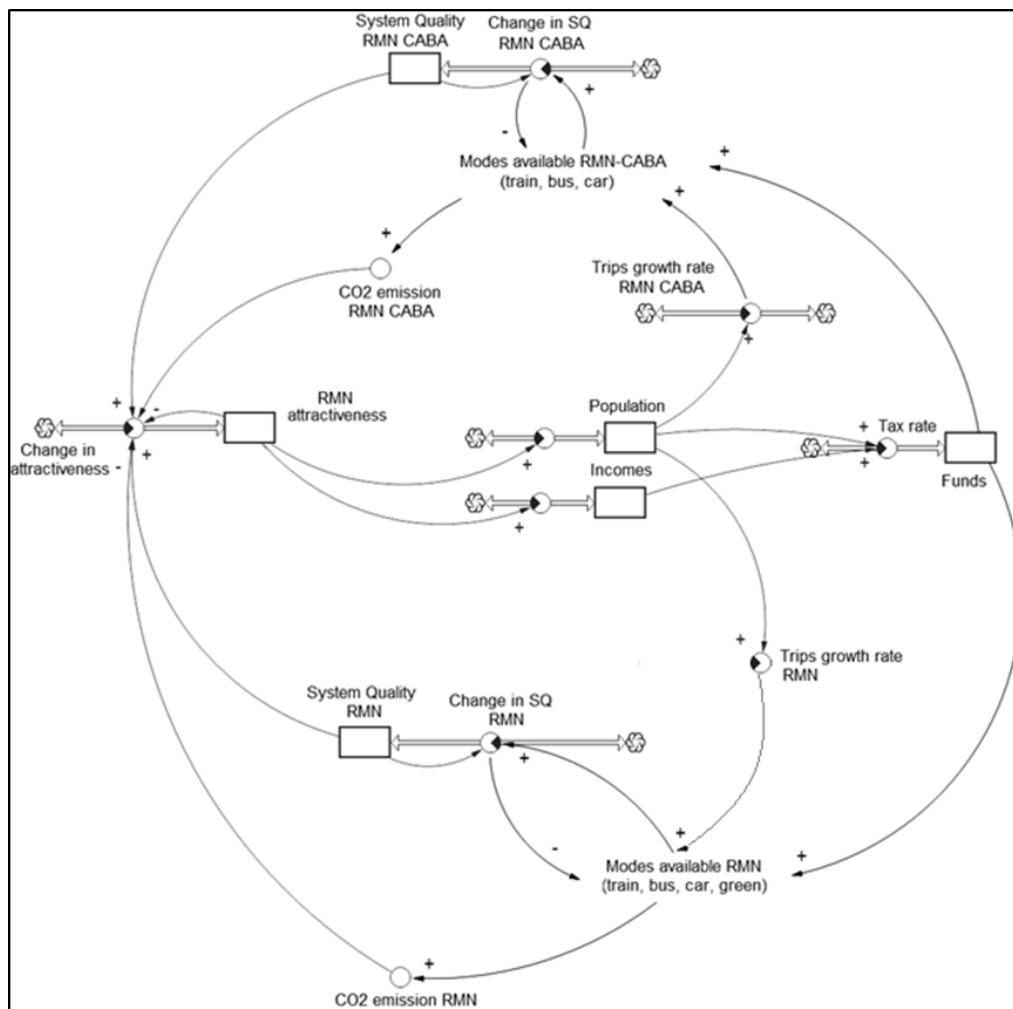 System Quality
RMN CABA
Change in SQ
RMN CABA
+
-
Modes available RMN-CABA
(train, bus, car)
+
+
+
CO2 emission
RMN CABA
Trips growth rate
RMN CABA
+
+
-
RMN
attractiveness
Change in
attractiveness
-
+
Population
+
Incomes
+
+
Tax rate
+
Funds
+
Trips growth rate
RMN
System Quality
RMN
Change in SQ
RMN
+
-
+
+
Modes available RMN
(train, bus, car, green)
+
CO2 emission RMN